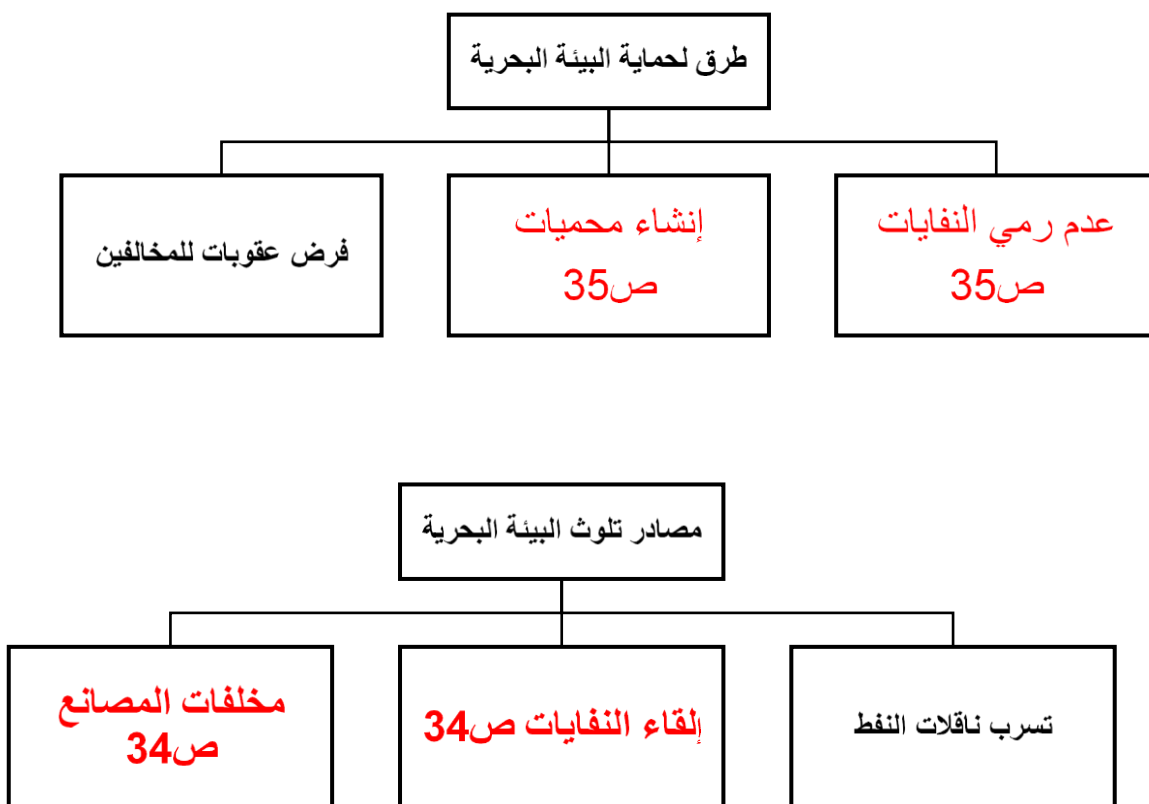 طرق لحماية البيئة البحرية
عدم رمي النفايات
ص35
إنشاء محميات
ص35
فرض عقوبات للمخالفين
مصادر تلوث البيئة البحرية
تسرب ناقلات النفط
إلقاء النفايات ص34
مخلفات المصانع
ص34